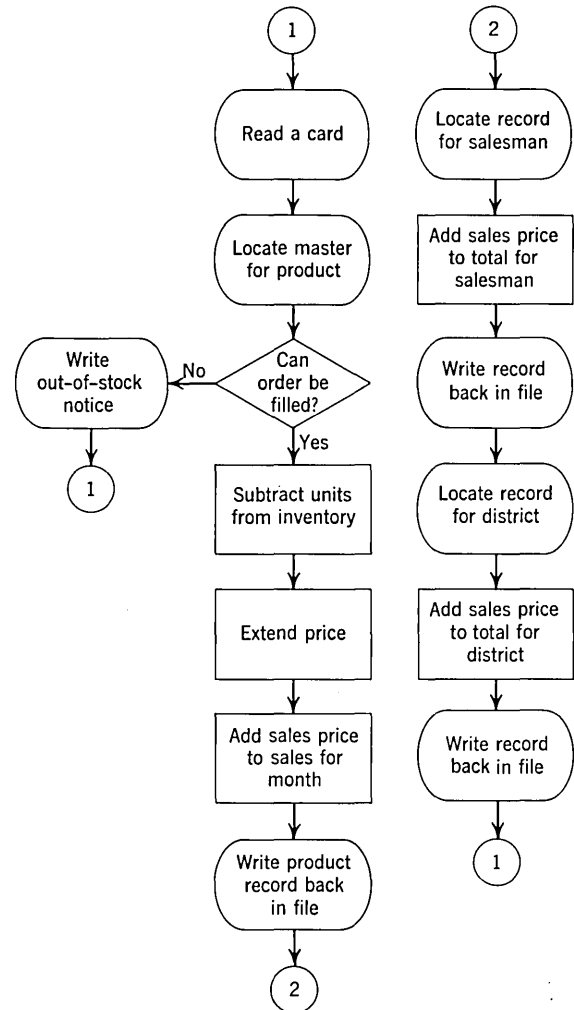 1
Read a card
Locate master
for product
Can
order be
filled?
No
Write
out-of-stock
notice
1
Yes
Subtract units
from inventory
Extend price
Add sales price
to sales for
month
Write product
record back
in file
2
2
Locate record
for salesman
Add sales price
to total for
salesman
Write record
back in file
Locate record
for district
Add sales price
to total for
district
Write record
back in file
1